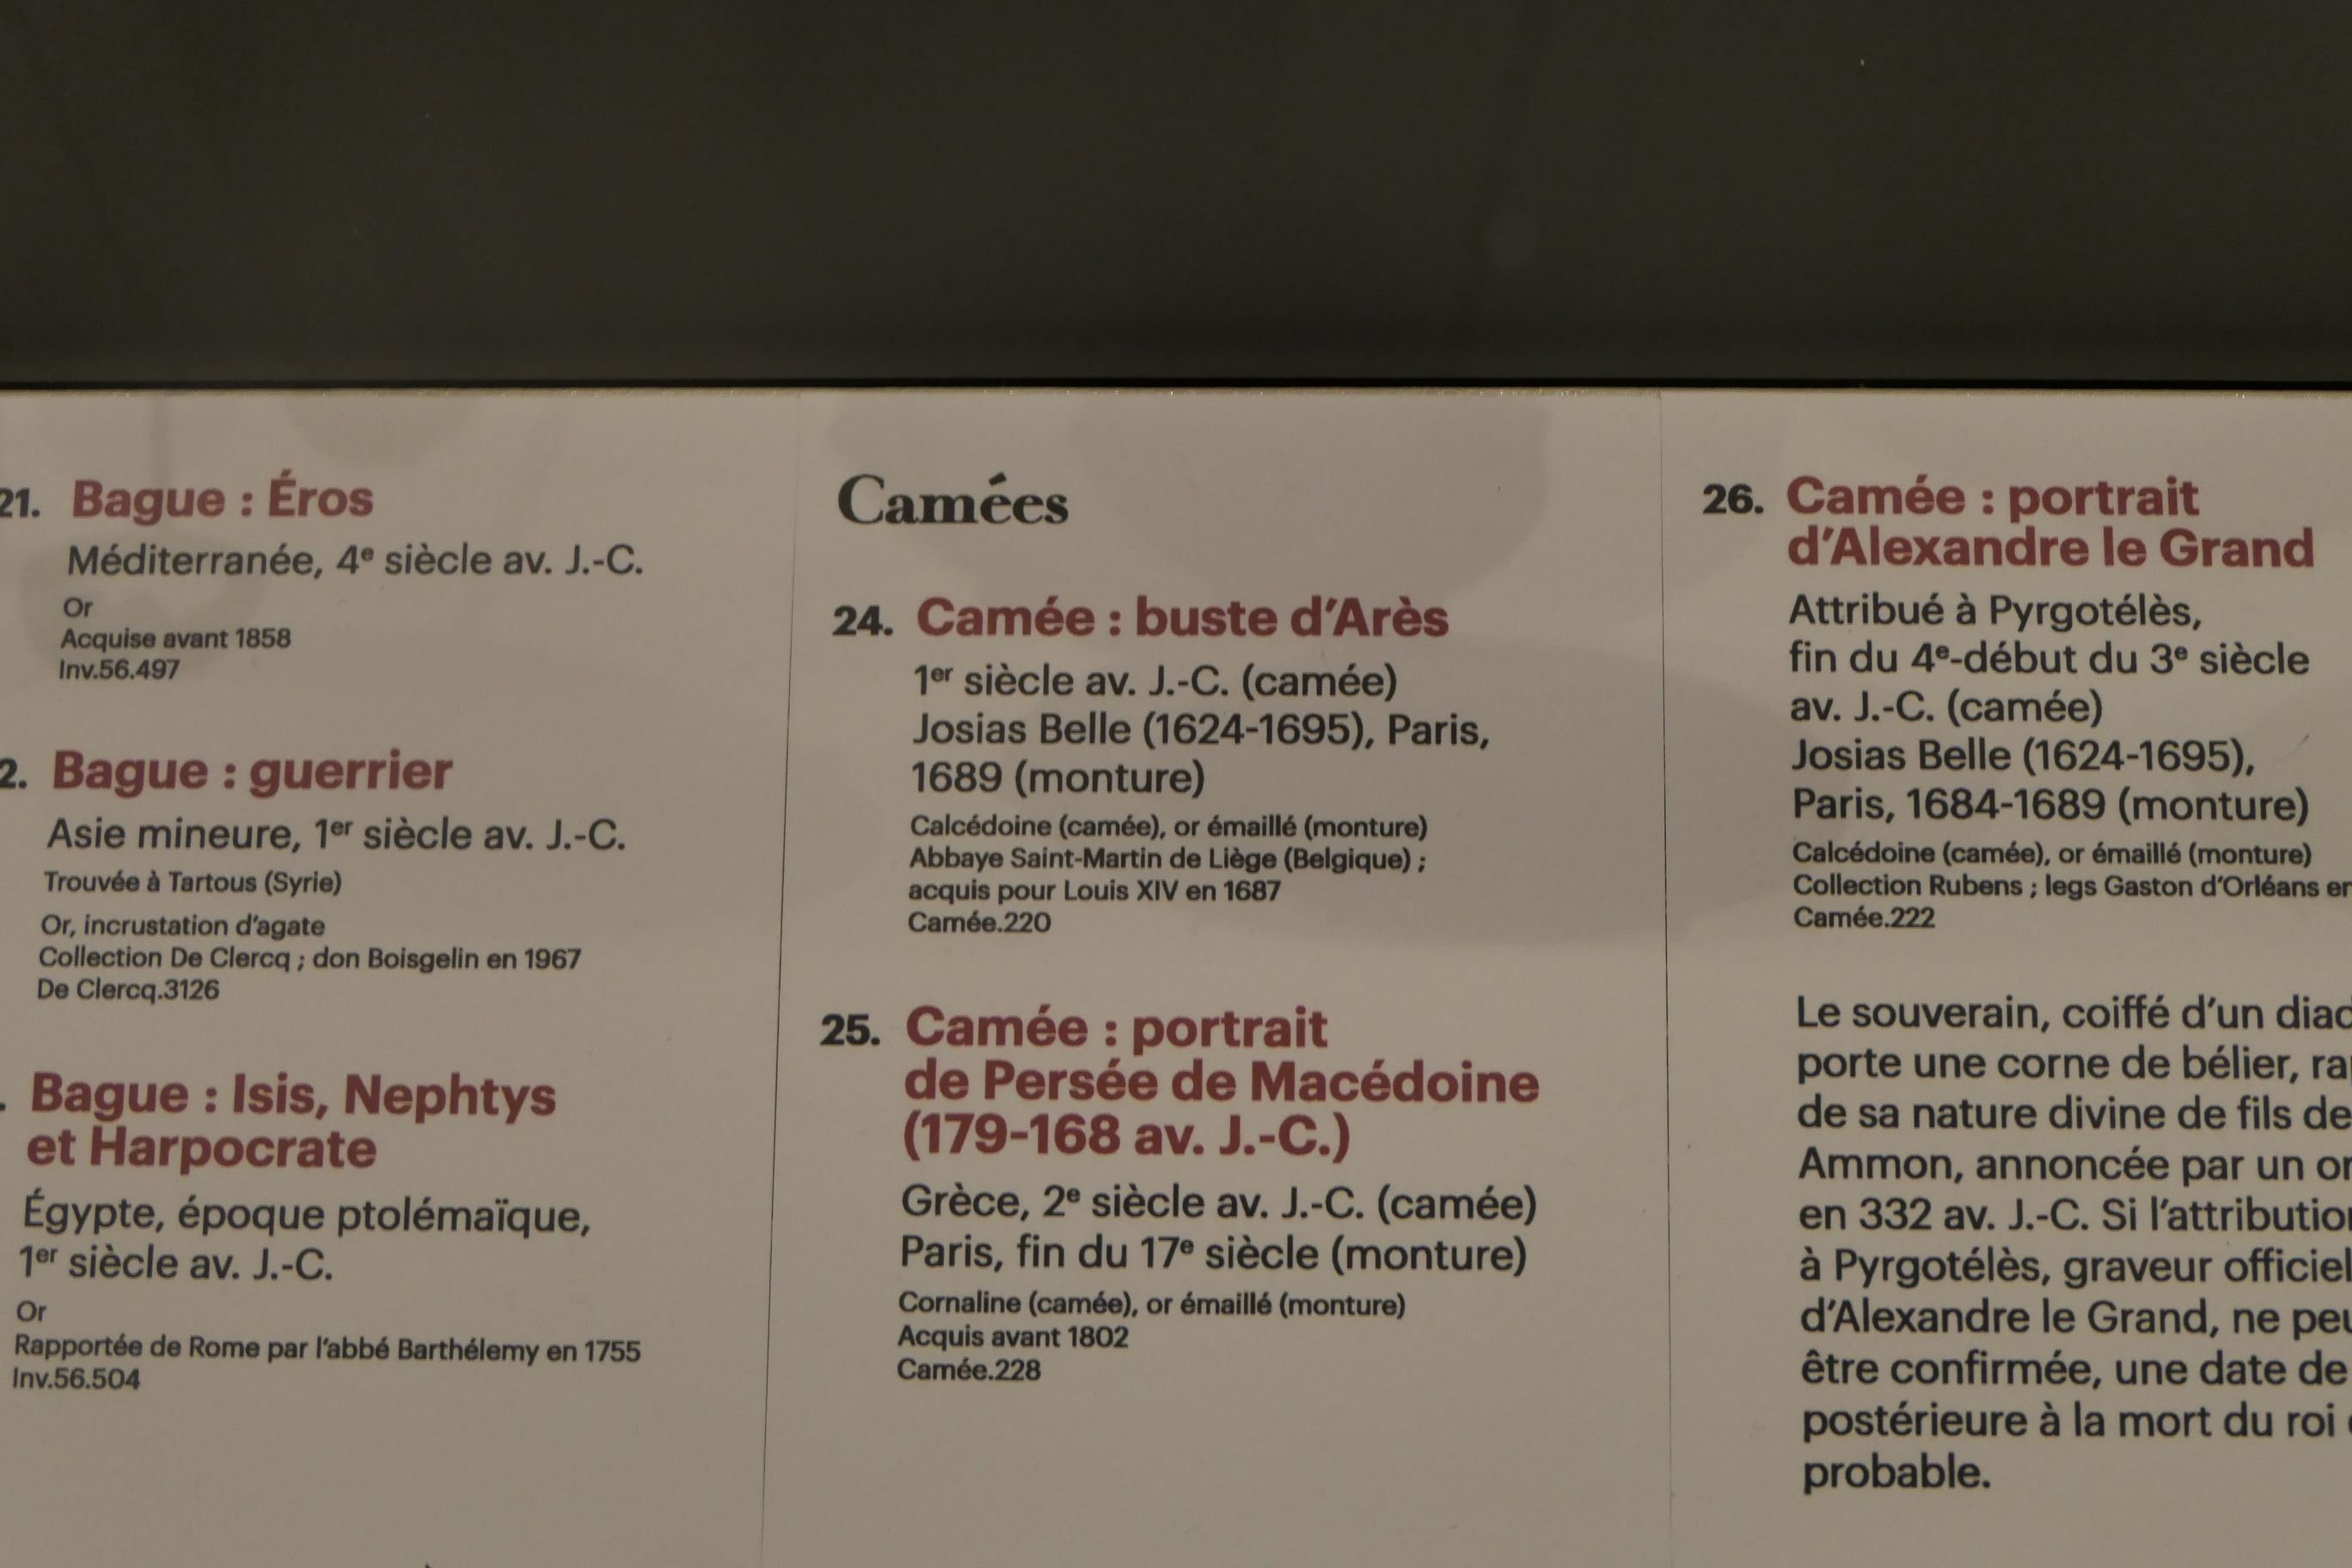 21. Bague : Éros
Méditerranée, 4e siècle av. J.-C.
Or
Acquise avant 1858
Inv.56.497
2. Bague : guerrier
Asie mineure, 1er siècle av. J.-C.
Trouvée à Tartous (Syrie)
Or, incrustation d'agate
Collection De Clercq ; don Boisgelin en 1967
De Clercq.3126
. Bague : Isis, Nephtys
et Harpocrate
Égypte, époque ptolémaïque,
1er siècle av. J.-C.
Or
Rapportée de Rome par l'abbé Barthélemy en 1755
Inv.56.504
Camées
24. Camée : buste d'Arès
1er siècle av. J.-C. (camée)
Josias Belle (1624-1695), Paris,
1689 (monture)
Calcédoine (camée), or émaillé (monture)
Abbaye Saint-Martin de Liège (Belgique) ;
acquis pour Louis XIV en 1687
Camée.220
25. Camée : portrait
de Persée de Macédoine
(179-168 av. J.-C.)
Grèce, 2e siècle av. J.-C. (camée)
Paris, fin du 17e siècle (monture)
Cornaline (camée), or émaillé (monture)
Acquis avant 1802
Camée.228
26. Camée : portrait
d'Alexandre le Grand
Attribué à Pyrgotélès,
fin du 4e-début du 3e siècle
av. J.-C. (camée)
Josias Belle (1624-1695),
Paris, 1684-1689 (monture)
Calcédoine (camée), or émaillé (monture)
Collection Rubens ; legs Gaston d'Orléans en
Camée.222
Le souverain, coiffé d'un
porte une corne de bélier,
de sa nature divine de fils de
Ammon, annoncée par un
en 332 av. J.-C. Si l'attribution
à Pyrgotélès, graveur officiel
d'Alexandre le Grand, ne
être confirmée, une date de
postérieure à la mort du roi
probable.